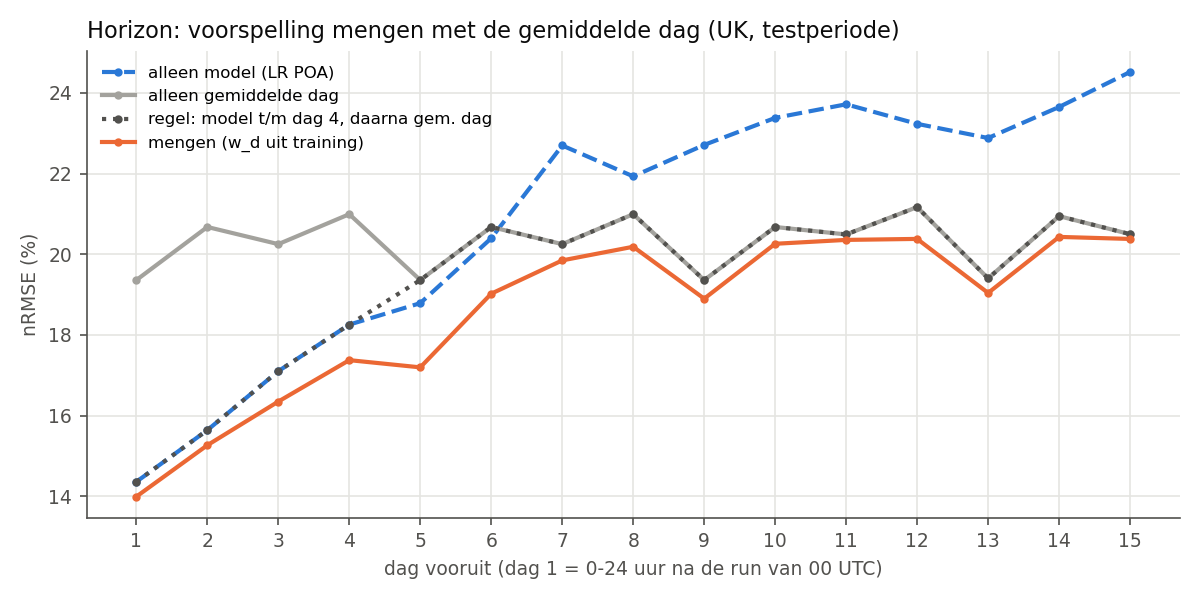 Horizon: voorspelling mengen met de gemiddelde dag (UK, testperiode)
alleen model (LR POA)
alleen gemiddelde dag
regel: model t/m dag 4, daarna gem. dag
mengen (w_d uit training)
nRMSE (%)
24
22
20
18
16
14
1 2 3 4 5 6 7 8 9 10 11 12 13 14 15
dag vooruit (dag 1 = 0-24 uur na de run van 00 UTC)